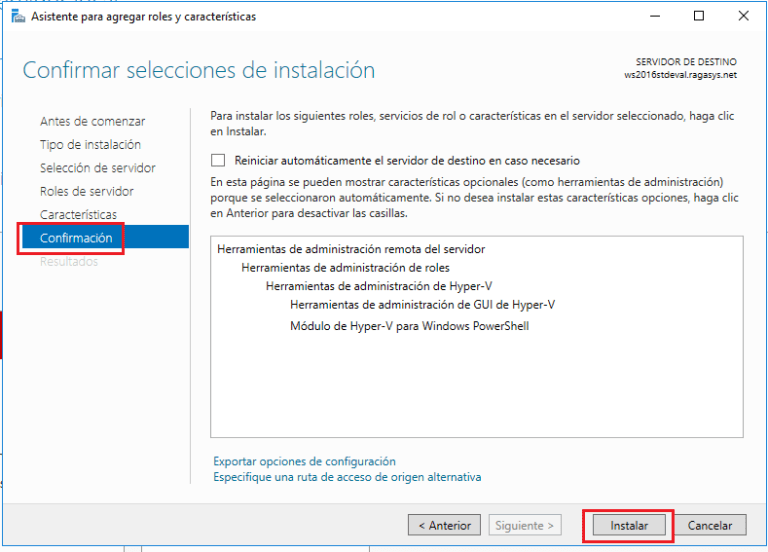 Asistente para agregar roles y características
Confirmar selecciones de instalación
SERVIDOR DE DESTINO
ws2016stdeval.ragasys.net
Antes de comenzar
Tipo de instalación
Selección de servidor
Roles de servidor
Características
Confirmación
Resultados
Para instalar los siguientes roles, servicios de rol o características en el servidor seleccionado, haga clic
en Instalar.
Reiniciar automáticamente el servidor de destino en caso necesario
En esta página se pueden mostrar características opcionales (como herramientas de administración)
porque se seleccionaron automáticamente. Si no desea instalar estas características opciones, haga clic
en Anterior para desactivar las casillas.
Herramientas de administración remota del servidor
Herramientas de administración de roles
Herramientas de administración de Hyper-V
Herramientas de administración de GUI de Hyper-V
Módulo de Hyper-V para Windows PowerShell
Exportar opciones de configuración
Especifique una ruta de acceso de origen alternativa
< Anterior
Siguiente >
Instalar
Cancelar